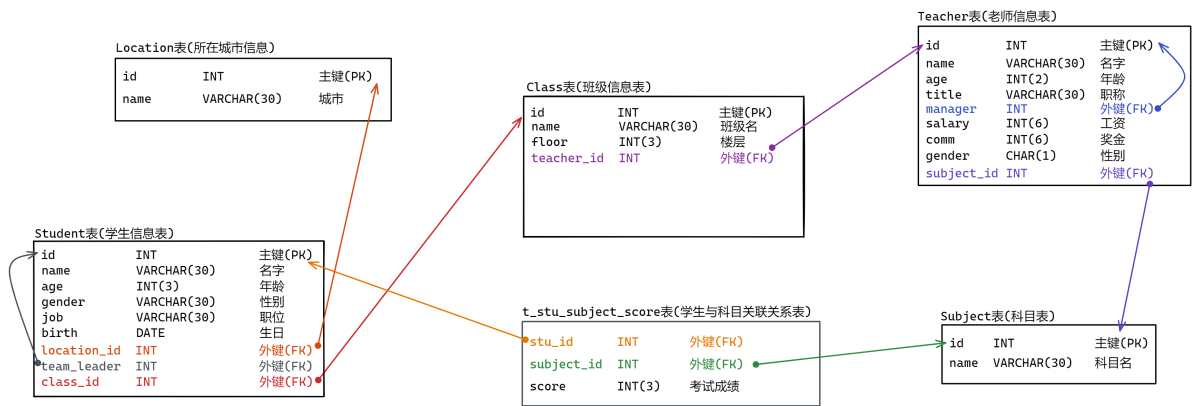 Location表(所在城市信息)
id INT 主键(PK)
name VARCHAR(30) 城市
Student表(学生信息表)
id INT 主键(PK)
name VARCHAR(30) 名字
age INT(3) 年龄
gender VARCHAR(30) 性别
job VARCHAR(30) 职位
birth DATE 生日
location_id INT 外键(FK)
team_leader INT 外键(FK)
class_id INT 外键(FK)
Class表(班级信息表)
id INT 主键(PK)
name VARCHAR(30) 班级名
floor INT(3) 楼层
teacher_id INT 外键(FK)
t_stu_subject_score表(学生与科目关联关系表)
stu_id INT 外键(FK)
subject_id INT 外键(FK)
score INT(3) 考试成绩
Teacher表(老师信息表)
id INT 主键(PK)
name VARCHAR(30) 名字
age INT(2) 年龄
title VARCHAR(30) 职称
manager INT 外键(FK)
salary INT(6) 工资
comm INT(6) 奖金
gender CHAR(1) 性别
subject_id INT 外键(FK)
Subject表(科目表)
id INT 主键(PK)
name VARCHAR(30) 科目名